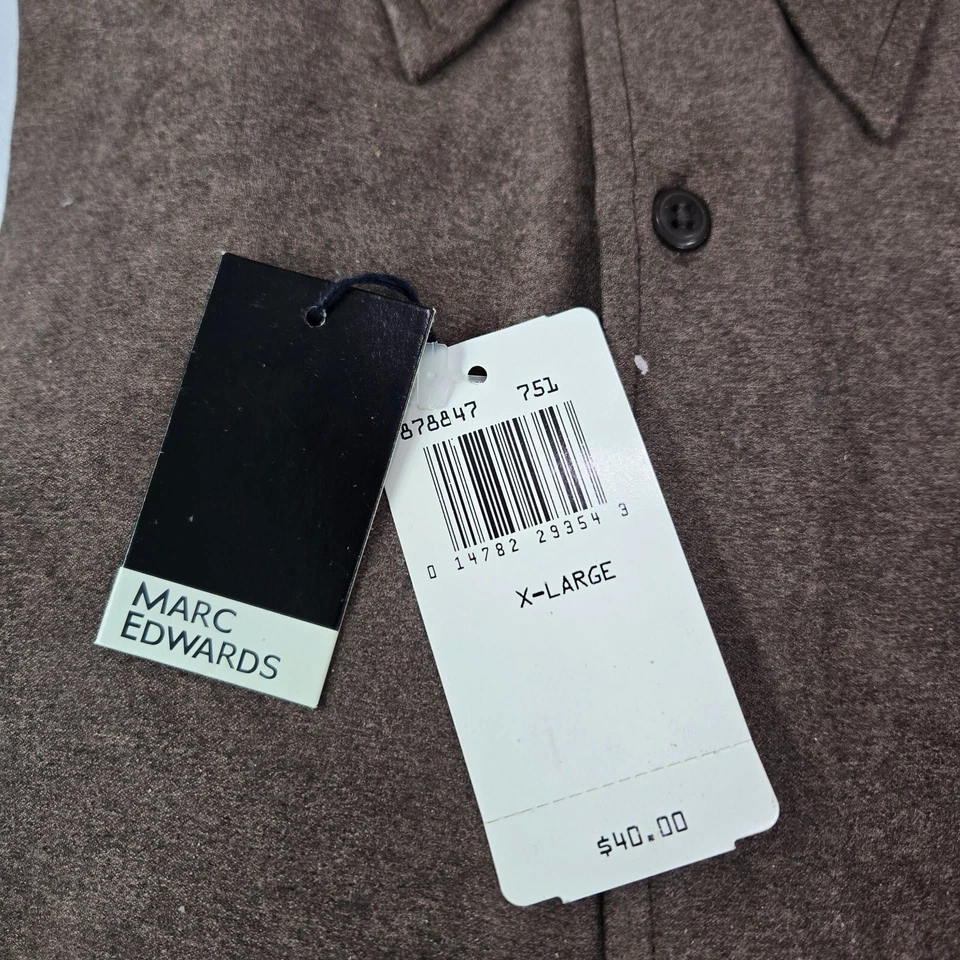 MARC
EDWARDS
878847 751
0 14782 29354 3
X-LARGE
$40.00